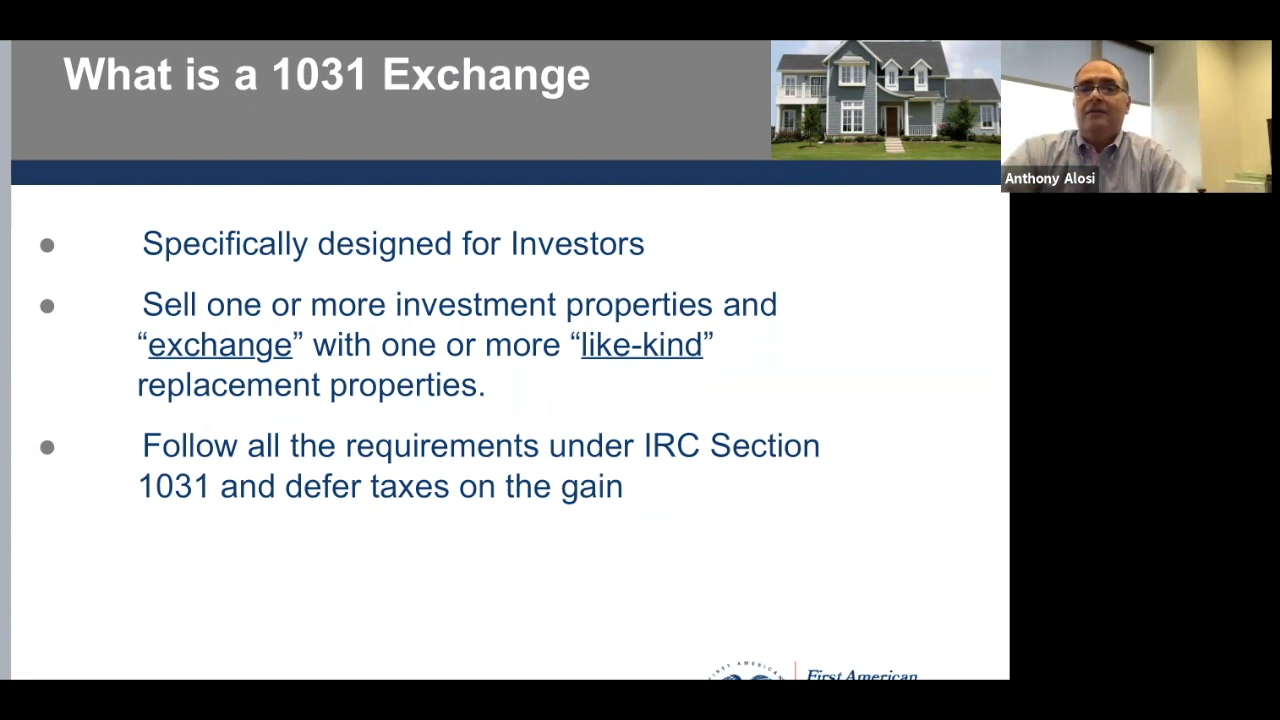 What is a 1031 Exchange
Anthony Alosi
Specifically designed for Investors
Sell one or more investment properties and
“exchange” with one or more “like-kind”
replacement properties.
Follow all the requirements under IRC Section
1031 and defer taxes on the gain
First American